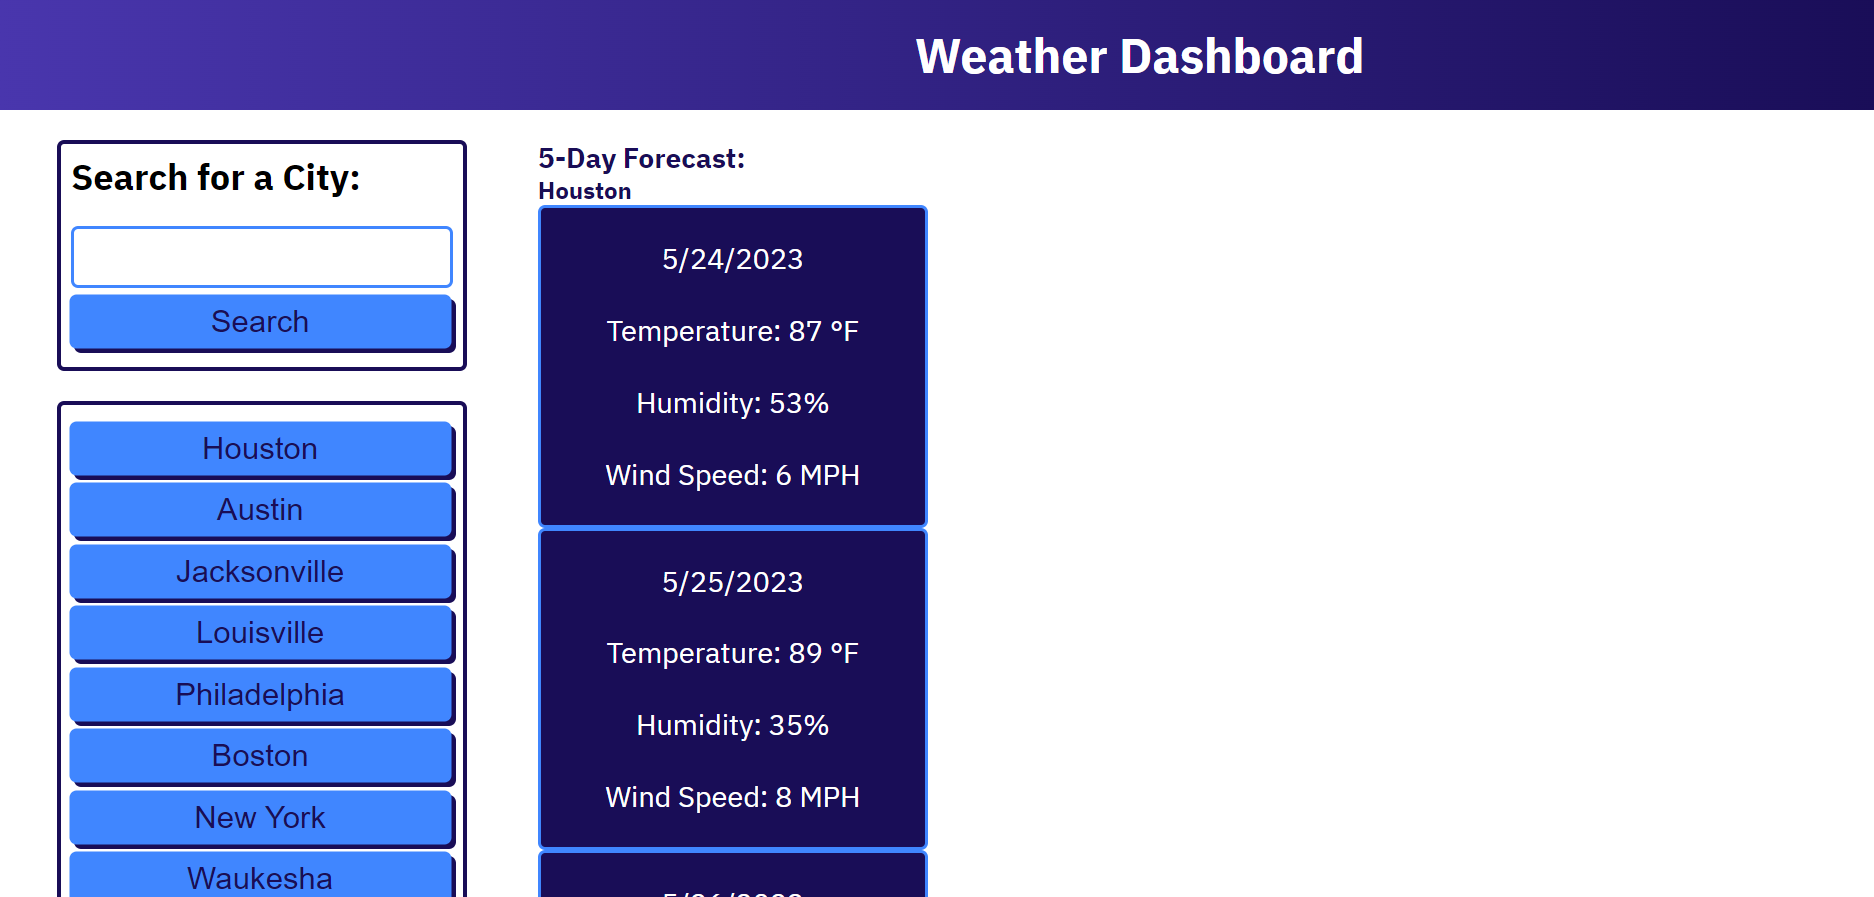 Weather Dashboard
Search for a City:
Search
Houston
Austin
Jacksonville
Louisville
Philadelphia
Boston
New York
Waukesha
5-Day Forecast:
Houston
5/24/2023
Temperature: 87 °F
Humidity: 53%
Wind Speed: 6 MPH
5/25/2023
Temperature: 89 °F
Humidity: 35%
Wind Speed: 8 MPH